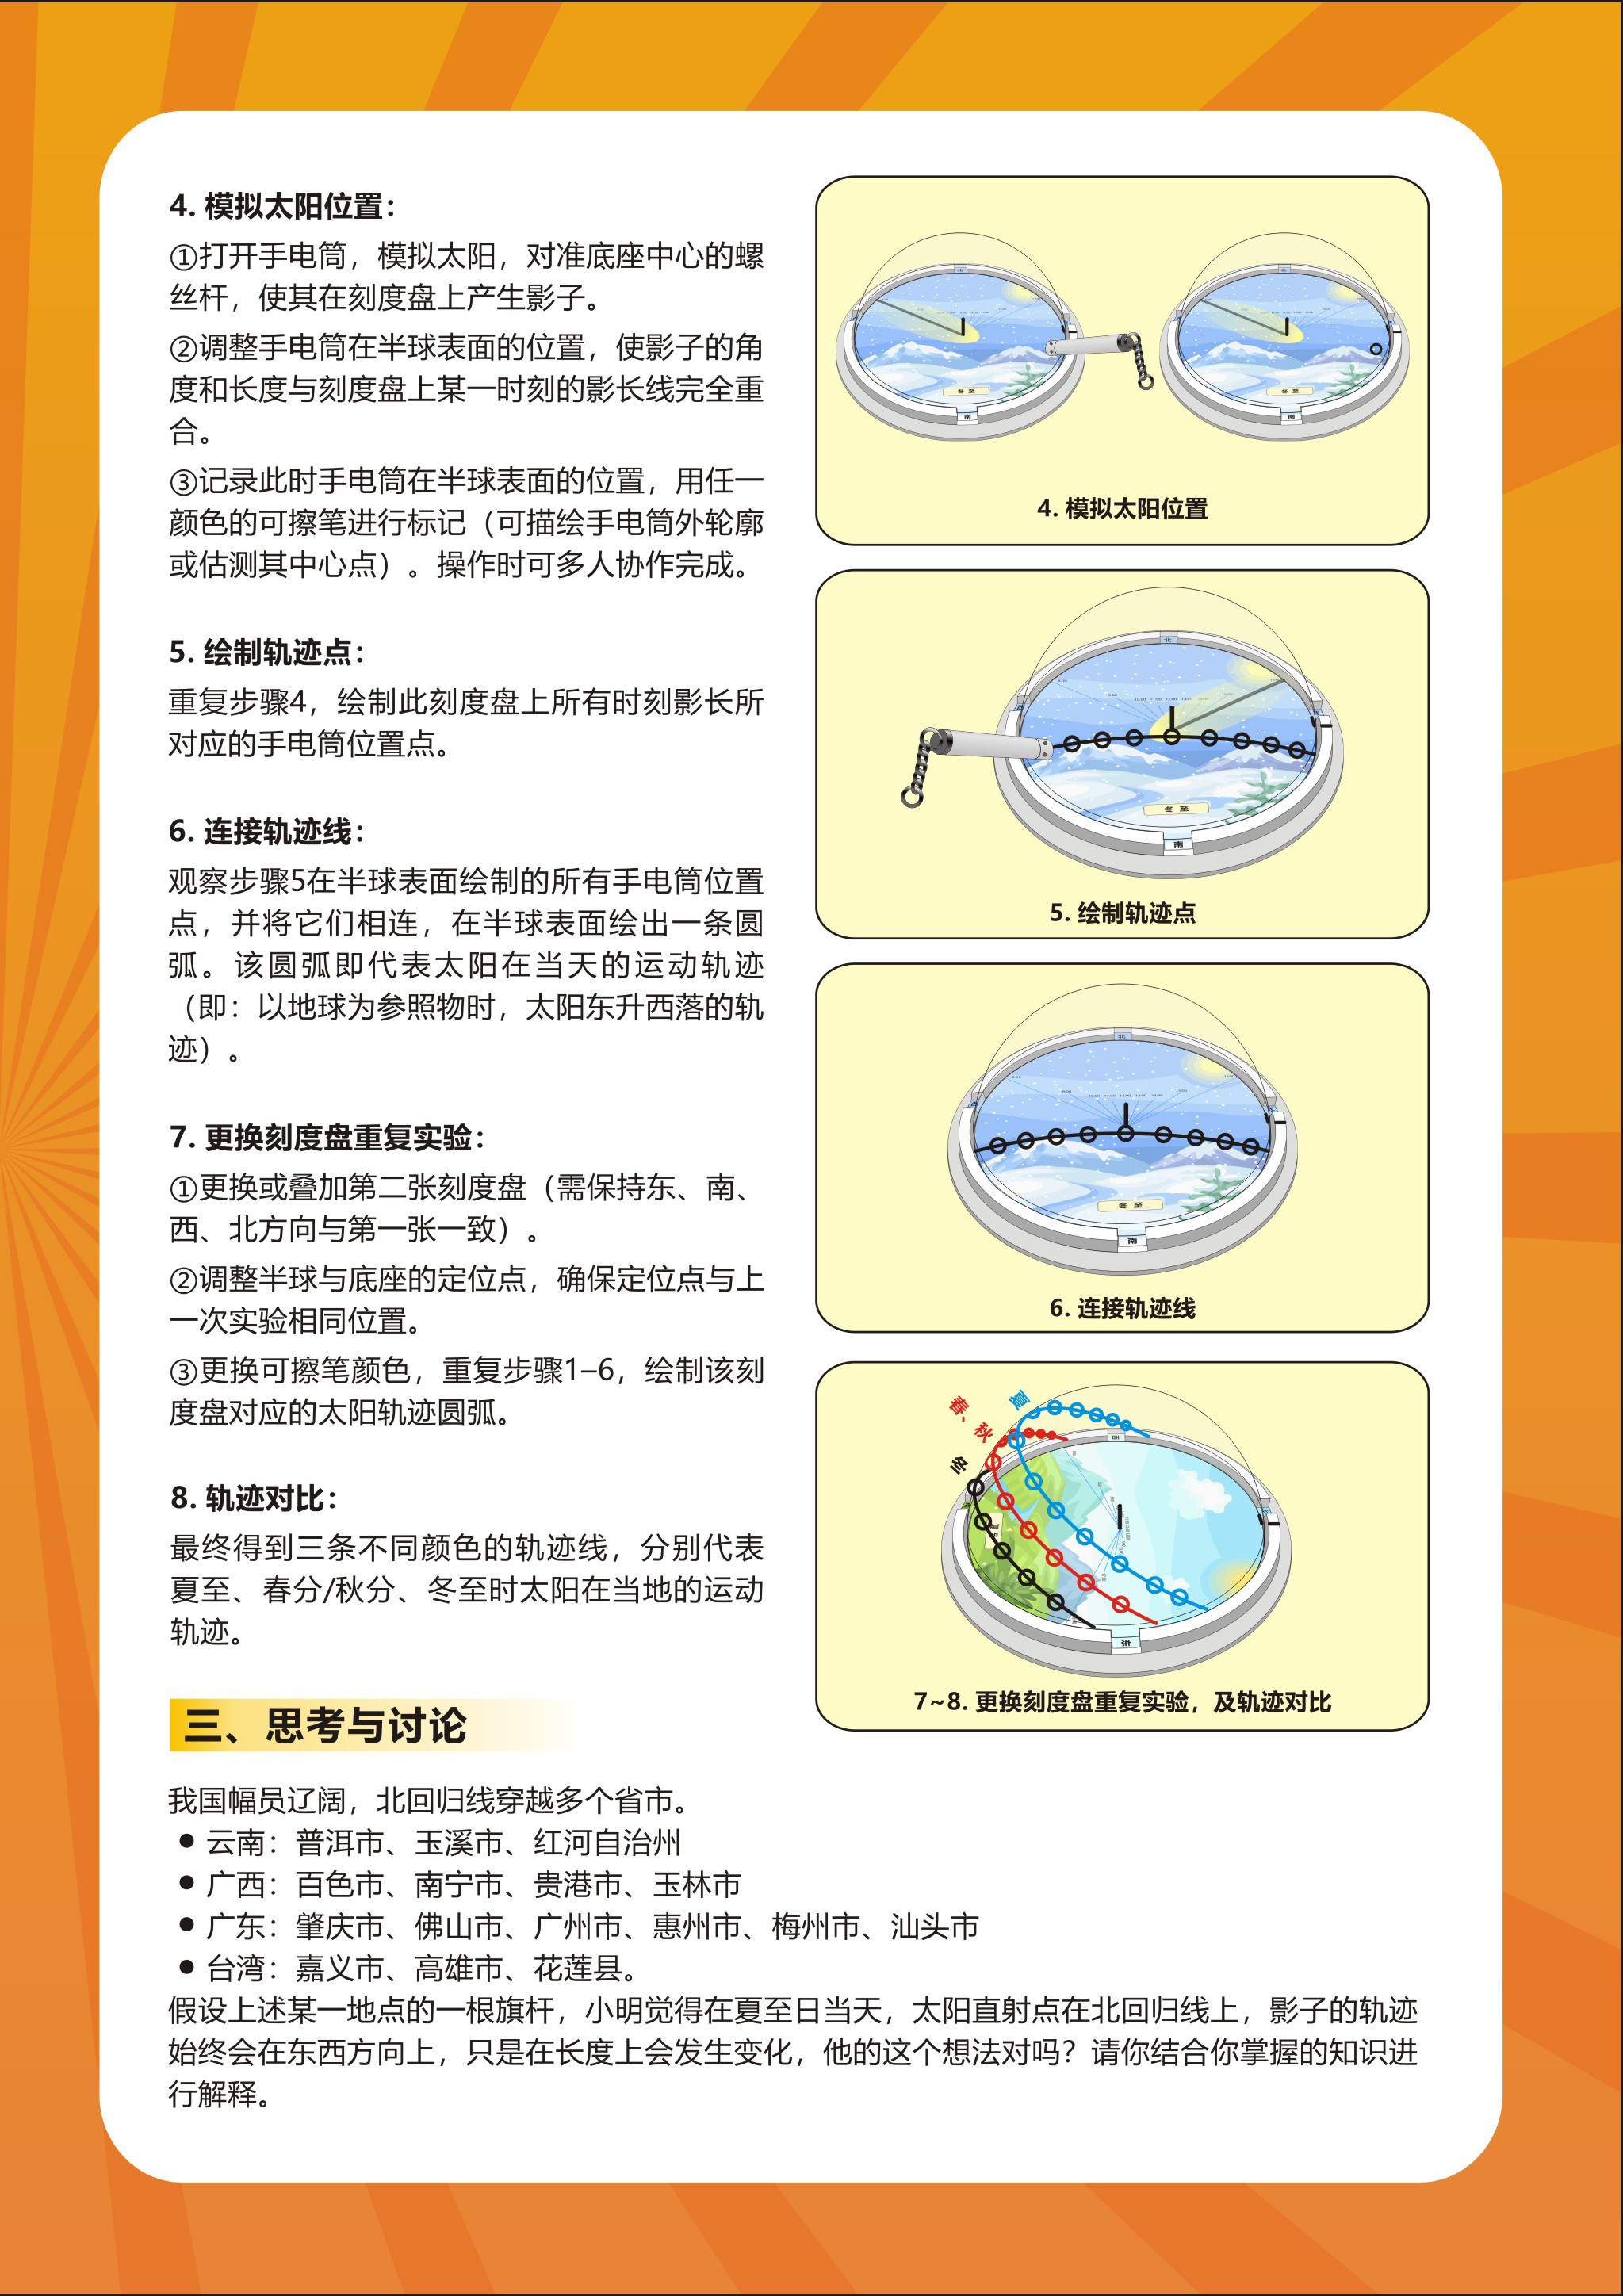 4. 模拟太阳位置：
①打开手电筒，模拟太阳，对准底座中心的螺
丝杆，使其在刻度盘上产生影子。
②调整手电筒在半球表面的位置，使影子的角
度和长度与刻度盘上某一时刻的影长线完全重
合。
③记录此时手电筒在半球表面的位置，用任一
颜色的可擦笔进行标记（可描绘手电筒外轮廓
或估测其中心点）。操作时可多人协作完成。
5. 绘制轨迹点：
重复步骤4，绘制此刻度盘上所有时刻影长所
对应的手电筒位置点。
6. 连接轨迹线：
观察步骤5在半球表面绘制的所有手电筒位置
点，并将它们相连，在半球表面绘出一条圆
弧。该圆弧即代表太阳在当天的运动轨迹
（即：以地球为参照物时，太阳东升西落的轨
迹）。
7. 更换刻度盘重复实验：
①更换或叠加第二张刻度盘（需保持东、南、
西、北方向与第一张一致）。
②调整半球与底座的定位点，确保定位点与上
一次实验相同位置。
③更换可擦笔颜色，重复步骤1–6，绘制该刻
度盘对应的太阳轨迹圆弧。
8. 轨迹对比：
最终得到三条不同颜色的轨迹线，分别代表
夏至、春分/秋分、冬至时太阳在当地的运动
轨迹。
北
冬 至
南
北
冬 至
南
4. 模拟太阳位置
北
冬 至
南
5. 绘制轨迹点
北
冬 至
南
6. 连接轨迹线
春、秋
夏
冬
7~8. 更换刻度盘重复实验，及轨迹对比
三、思考与讨论
我国幅员辽阔，北回归线穿越多个省市。
● 云南：普洱市、玉溪市、红河自治州
● 广西：百色市、南宁市、贵港市、玉林市
● 广东：肇庆市、佛山市、广州市、惠州市、梅州市、汕头市
● 台湾：嘉义市、高雄市、花莲县。
假设上述某一地点的一根旗杆，小明觉得在夏至日当天，太阳直射点在北回归线上，影子的轨迹
始终会在东西方向上，只是在长度上会发生变化，他的这个想法对吗？请你结合你掌握的知识进
行解释。